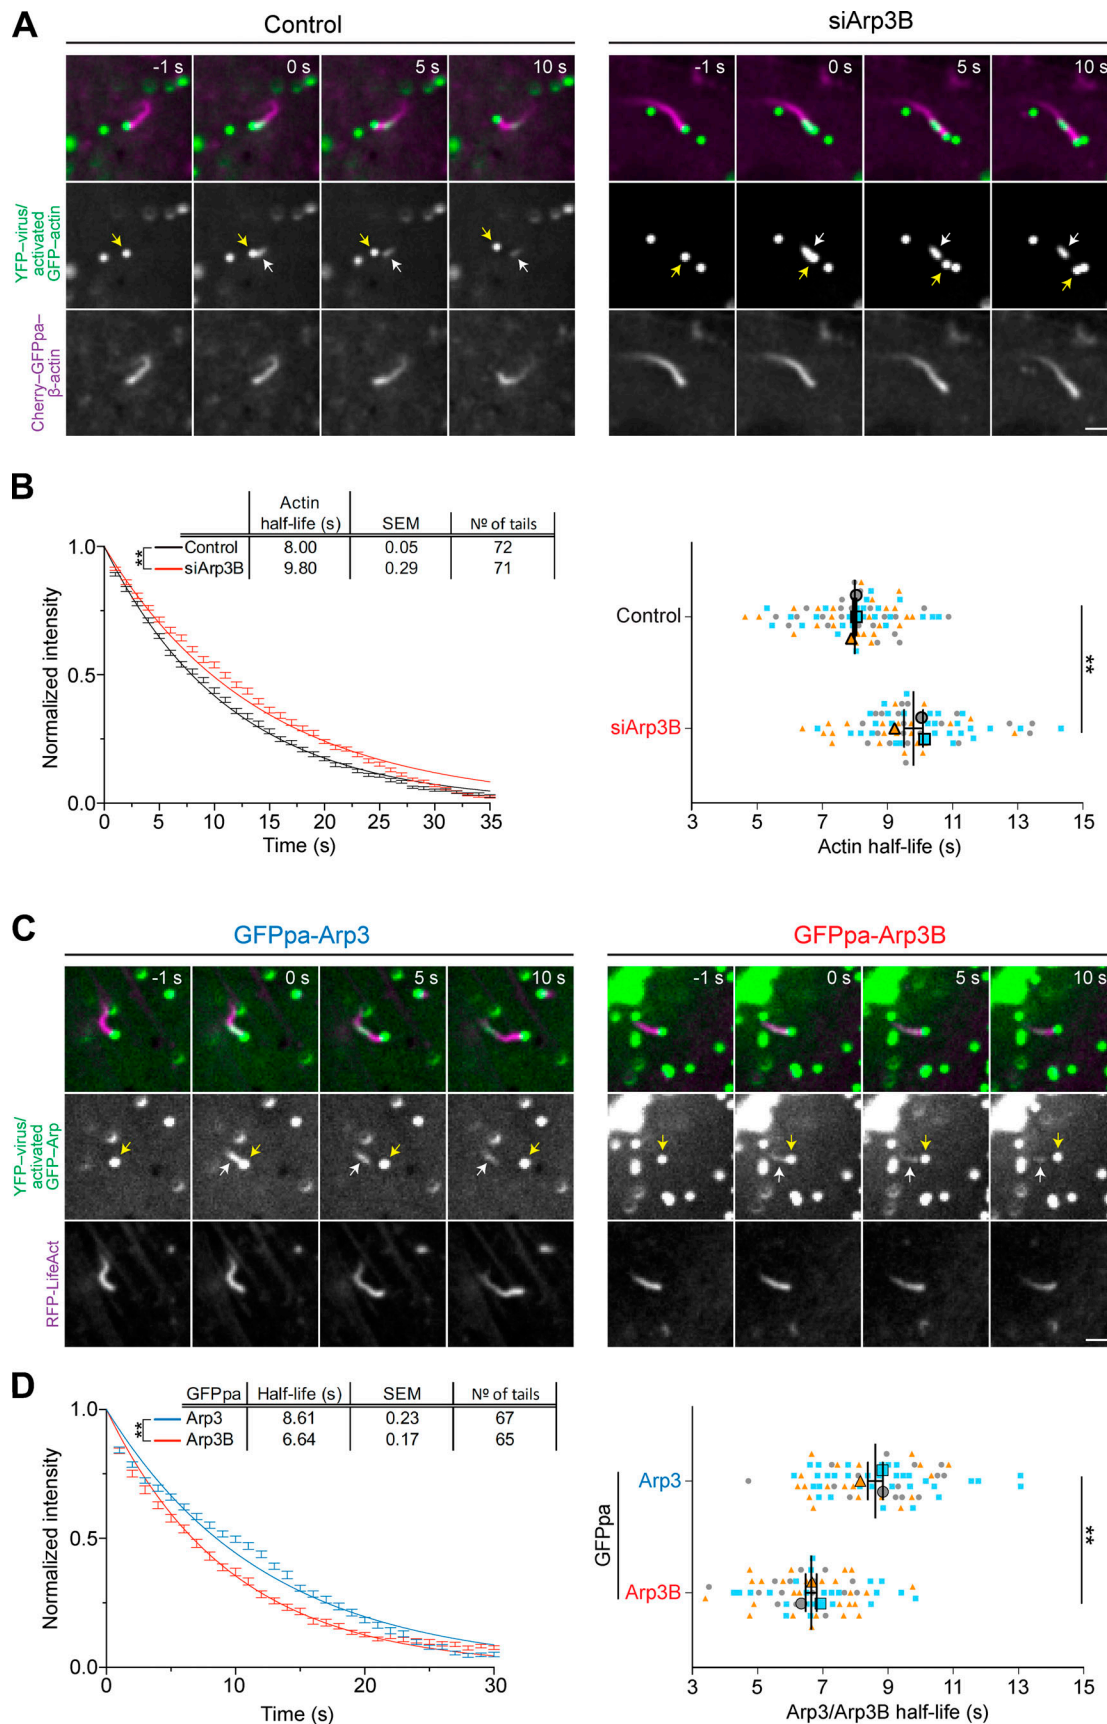 A
Control
siArp3B
-1 s
0 s
5 s
10 s
-1 s
0 s
5 s
10 s
YFP–virus/
activated
GFP–actin
Cherry–GFPpa–
β-actin
B
Actin
half-life (s)
SEM
Nº of tails
Control
8.00
0.05
72
siArp3B
9.80
0.29
71
**
1.0
0.5
0.0
Normalized intensity
0
5
10
15
20
25
30
35
Time (s)
Control
siArp3B
**
3
5
7
9
11
13
15
Actin half-life (s)
C
GFPpa-Arp3
GFPpa-Arp3B
-1 s
0 s
5 s
10 s
-1 s
0 s
5 s
10 s
YFP–virus/
activated
GFP–Arp
RFP-LifeAct
D
GFPpa
Half-life (s)
SEM
Nº of tails
Arp3
8.61
0.23
67
Arp3B
6.64
0.17
65
**
1.0
0.5
0.0
Normalized intensity
0
10
20
30
Time (s)
GFPpa
Arp3
Arp3B
**
3
5
7
9
11
13
15
Arp3/Arp3B half-life (s)